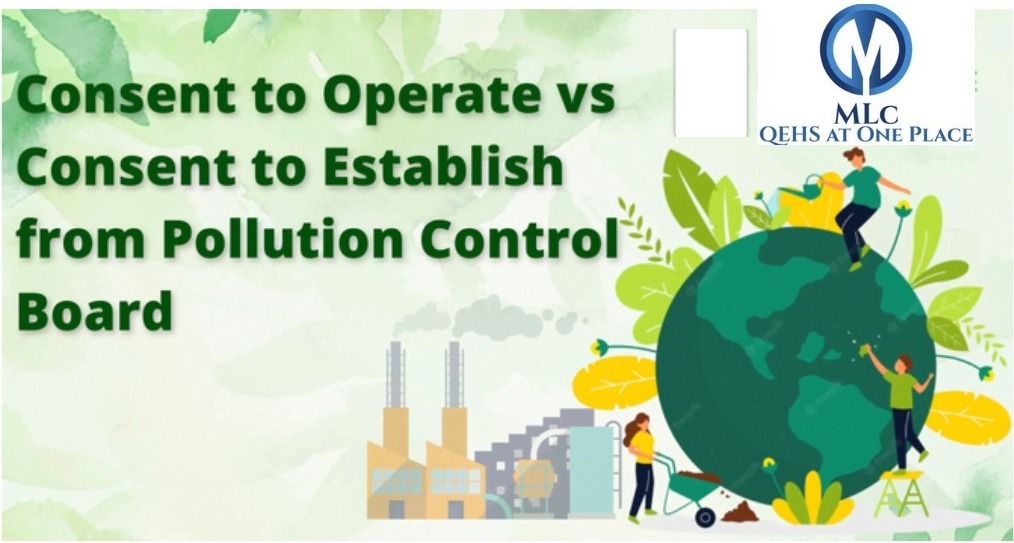 Consent to Operate vs
Consent to Establish
from Pollution Control
Board
MLC
QEHS AT ONE PLACE